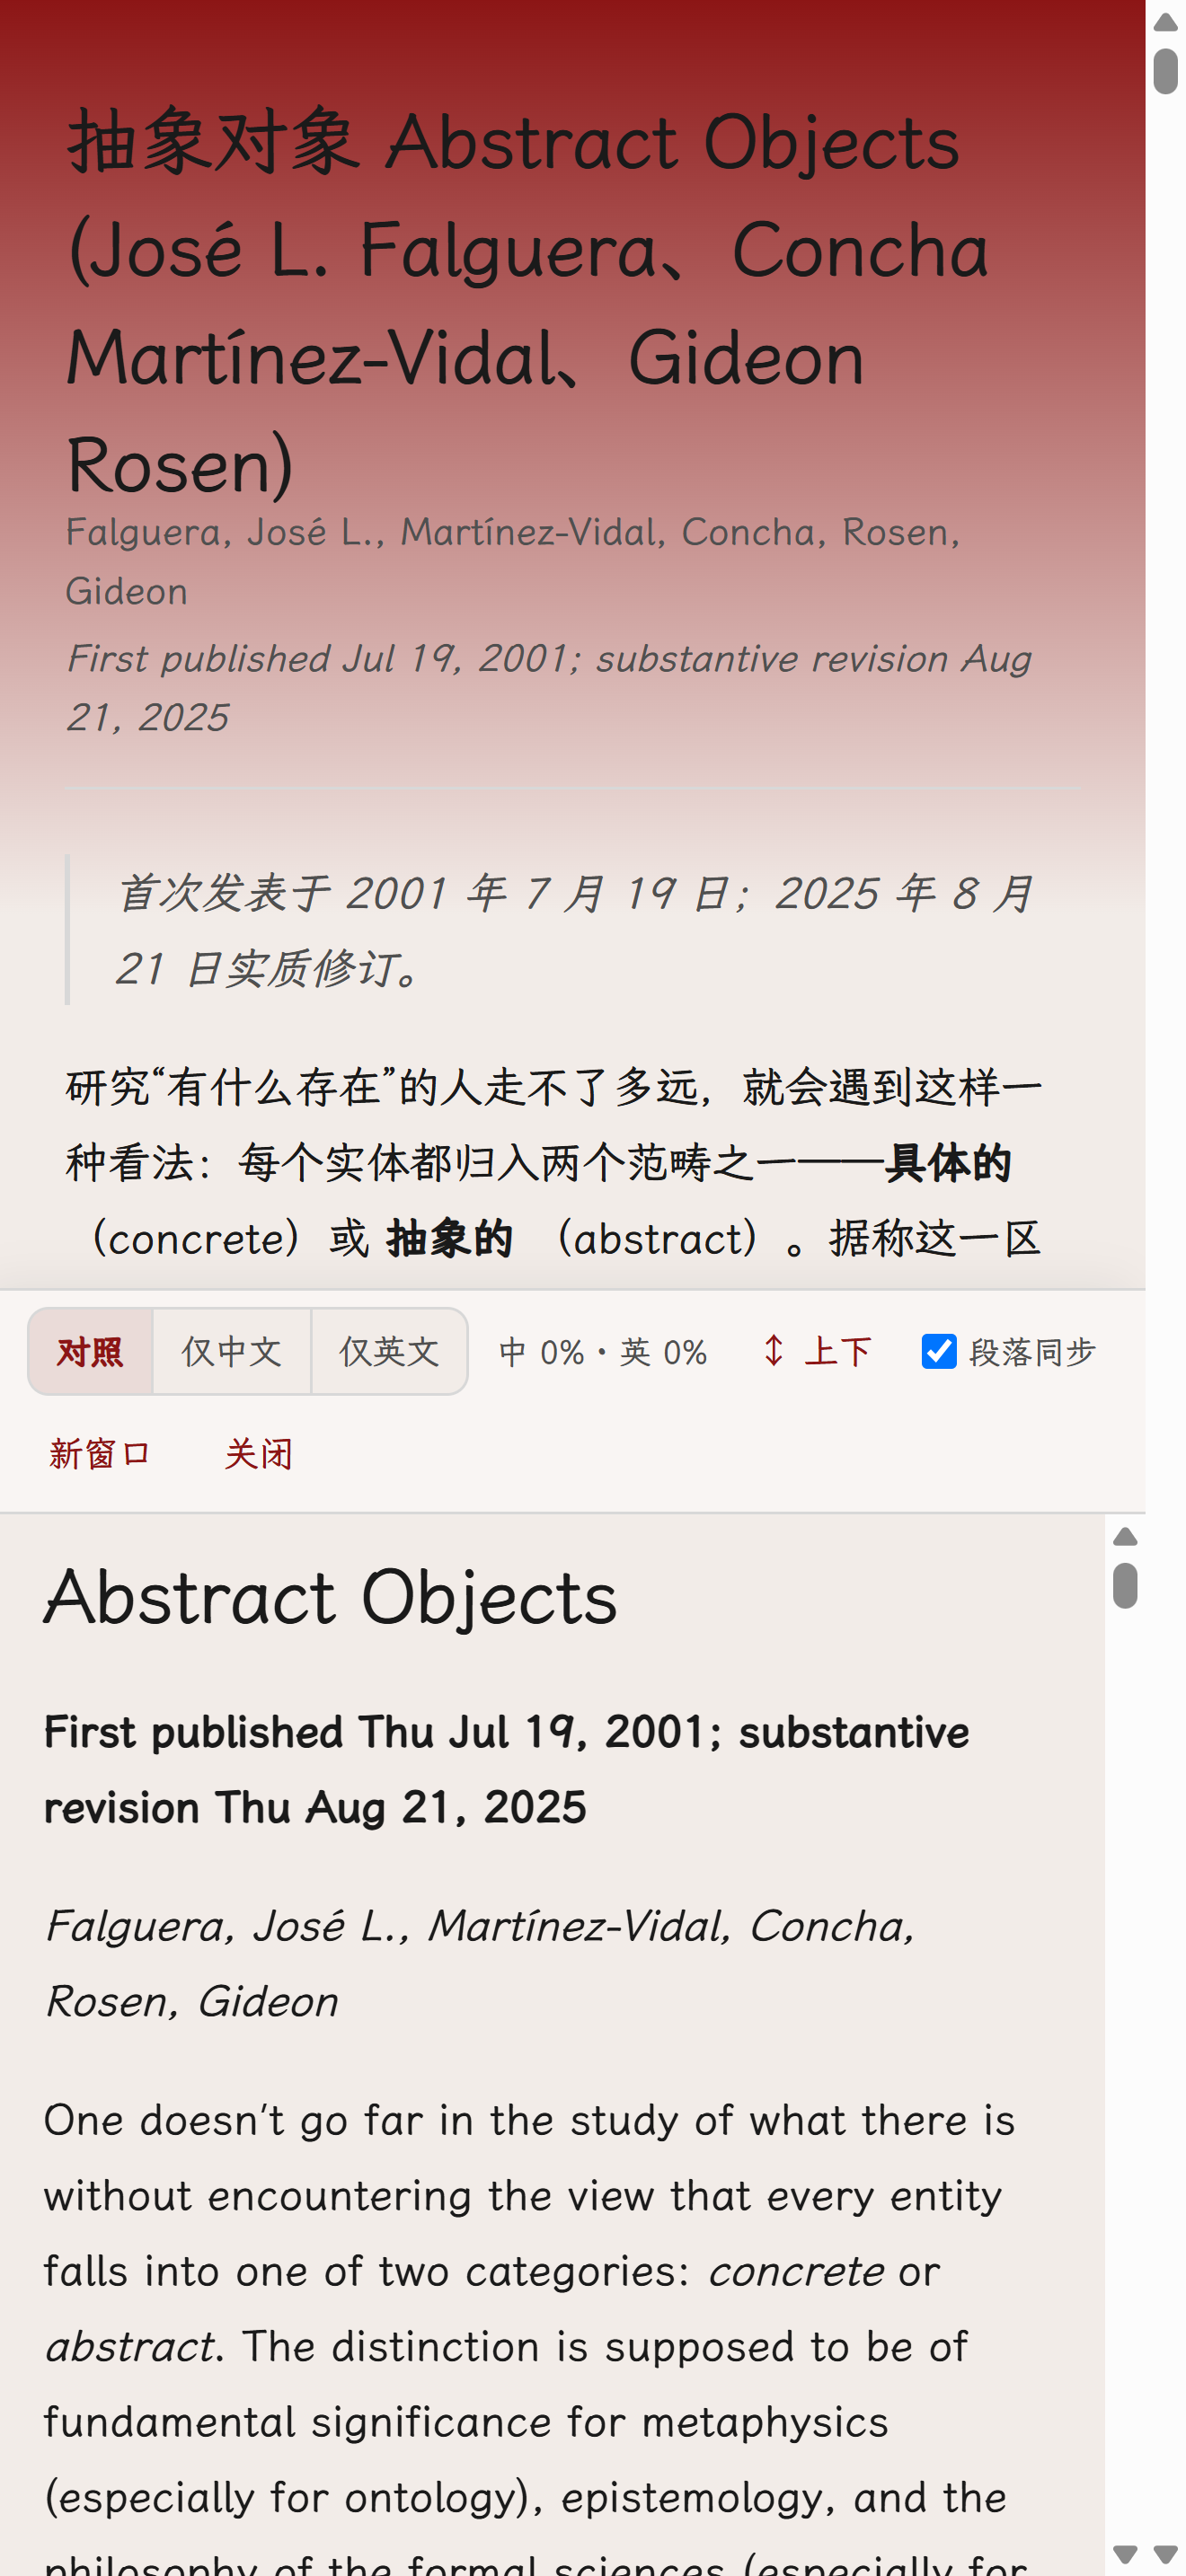 抽象对象 Abstract Objects
(José L. Falguera、Concha
Martínez-Vidal、Gideon
Rosen)
Falguera, José L., Martínez-Vidal, Concha, Rosen,
Gideon
First published Jul 19, 2001; substantive revision Aug
21, 2025
首次发表于 2001 年 7 月 19 日；2025 年 8 月
21 日实质修订。
研究“有什么存在”的人走不了多远，就会遇到这样一
种看法：每个实体都归入两个范畴之一——具体的
（concrete）或 抽象的 （abstract）。据称这一区
对照 仅中文 仅英文 中 0% · 英 0% ↕ 上下 段落同步
新窗口 关闭
Abstract Objects
First published Thu Jul 19, 2001; substantive
revision Thu Aug 21, 2025
Falguera, José L., Martínez-Vidal, Concha,
Rosen, Gideon
One doesn’t go far in the study of what there is
without encountering the view that every entity
falls into one of two categories: concrete or
abstract. The distinction is supposed to be of
fundamental significance for metaphysics
(especially for ontology), epistemology, and the
philosophy of the formal sciences (especially for